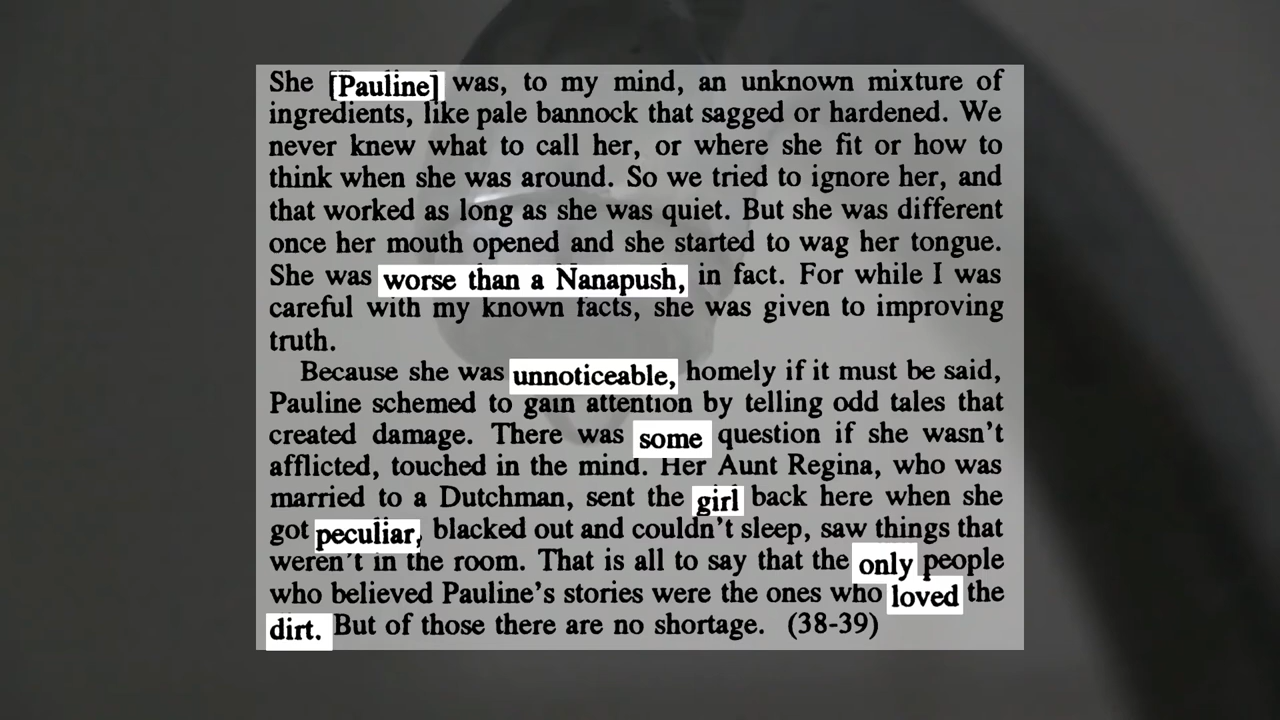 She [Pauline] was, to my mind, an unknown mixture of
ingredients, like pale bannock that sagged or hardened. We
never knew what to call her, or where she fit or how to
think when she was around. So we tried to ignore her, and
that worked as long as she was quiet. But she was different
once her mouth opened and she started to wag her tongue.
She was worse than a Nanapush, in fact. For while I was
careful with my known facts, she was given to improving
truth.
Because she was unnoticeable, homely if it must be said,
Pauline schemed to gain attention by telling odd tales that
created damage. There was some question if she wasn't
afflicted, touched in the mind. Her Aunt Regina, who was
married to a Dutchman, sent the girl back here when she
got peculiar, blacked out and couldn't sleep, saw things that
weren't in the room. That is all to say that the only people
who believed Pauline's stories were the ones who loved the
dirt. But of those there are no shortage. (38-39)